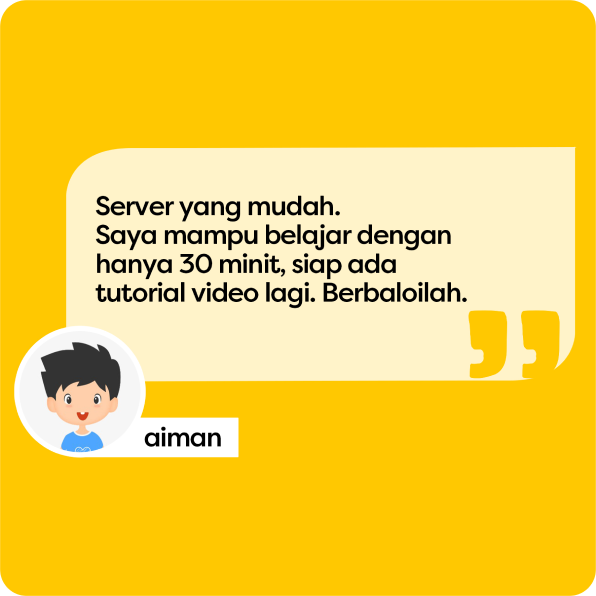 Server yang mudah.
Saya mampu belajar dengan
hanya 30 minit, siap ada
tutorial video lagi. Berbaloilah.
aiman